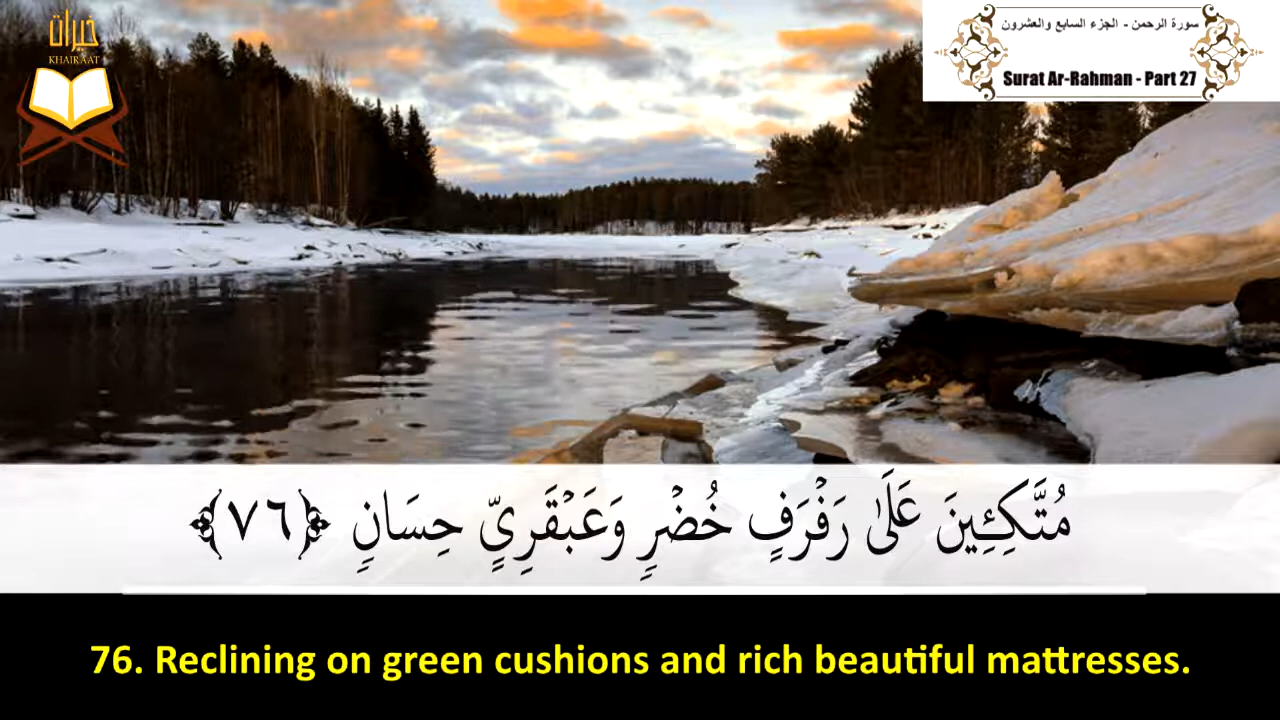 خيرات
KHAIRAAT
سورة الرحمن - الجزء السابع والعشرون
Surat Ar-Rahman - Part 27
مُتَّكِـِٔينَ عَلَىٰ رَفْرَفٍ خُضْرٍ وَعَبْقَرِيٍّ حِسَانٍ ﴿٧٦﴾
76. Reclining on green cushions and rich beautiful mattresses.